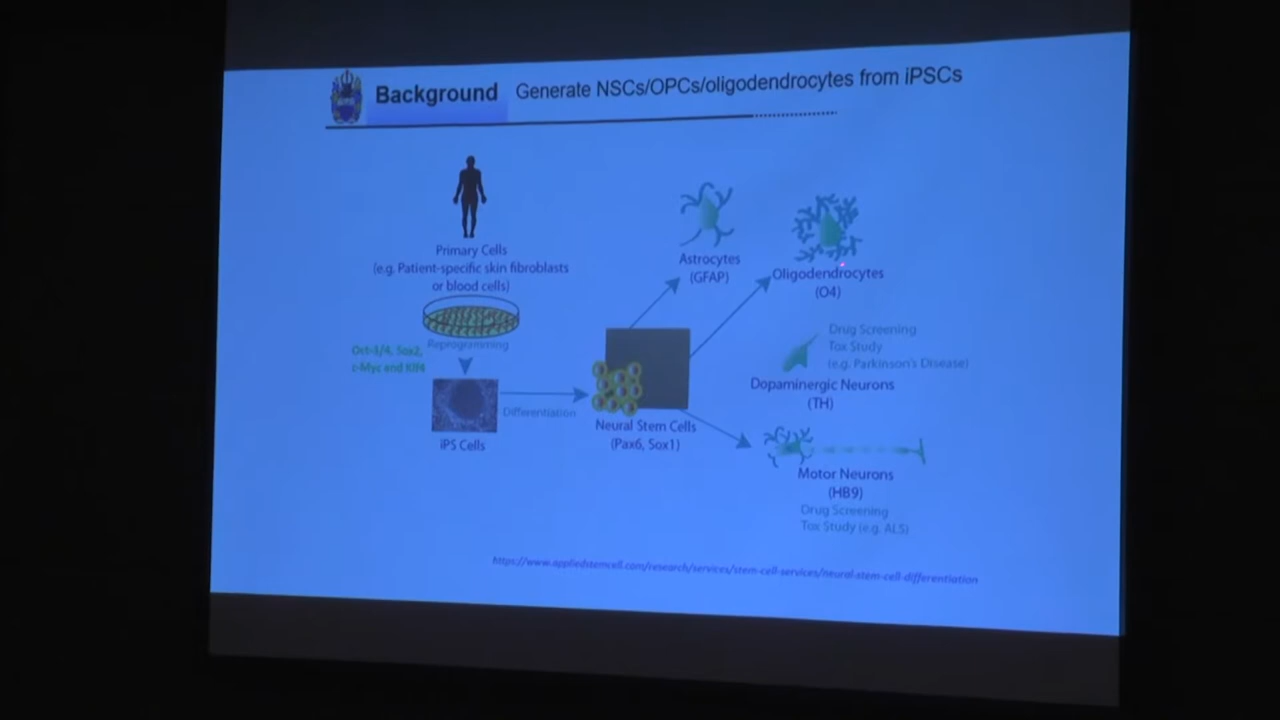 Background
Generate NSCs/OPCs/oligodendrocytes from iPSCs
Primary Cells
(e.g. Patient-specific skin fibroblasts
or blood cells)
Reprogramming
Oct-3/4, Sox2,
c-Myc and Klf4
iPS Cells
Differentiation
Neural Stem Cells
(Pax6, Sox1)
Astrocytes
(GFAP)
Oligodendrocytes
(O4)
Drug Screening
Tox Study
(e.g. Parkinson's Disease)
Dopaminergic Neurons
(TH)
Motor Neurons
(HB9)
Drug Screening
Tox Study (e.g. ALS)
https://www.appliedstemcell.com/research/services/stem-cell-services/neural-stem-cell-differentiation